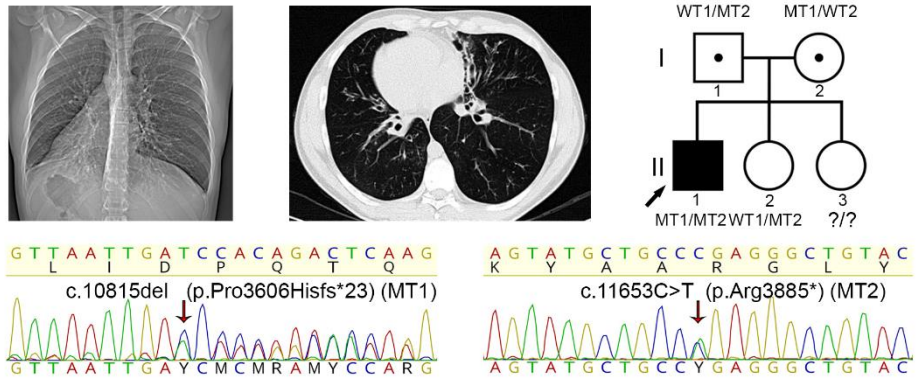 WT1/MT2 MT1/WT2
I
1 2
II
1 2 3
MT1/MT2 WT1/MT2 ?/?
G T T A A T T G A T C C A C A G A C T C A A G
L I D P Q T Q
c.10815del (p.Pro3606Hisfs*23) (MT1)
G T T A A T T G A Y C M C M R A M Y C C A R G
A G T A T G C T G C C C G A G G G C T G T A C
K Y A A R G L Y
c.11653C>T (p.Arg3885*) (MT2)
A G T A T G C T G C C Y G A G G G C T G T A C